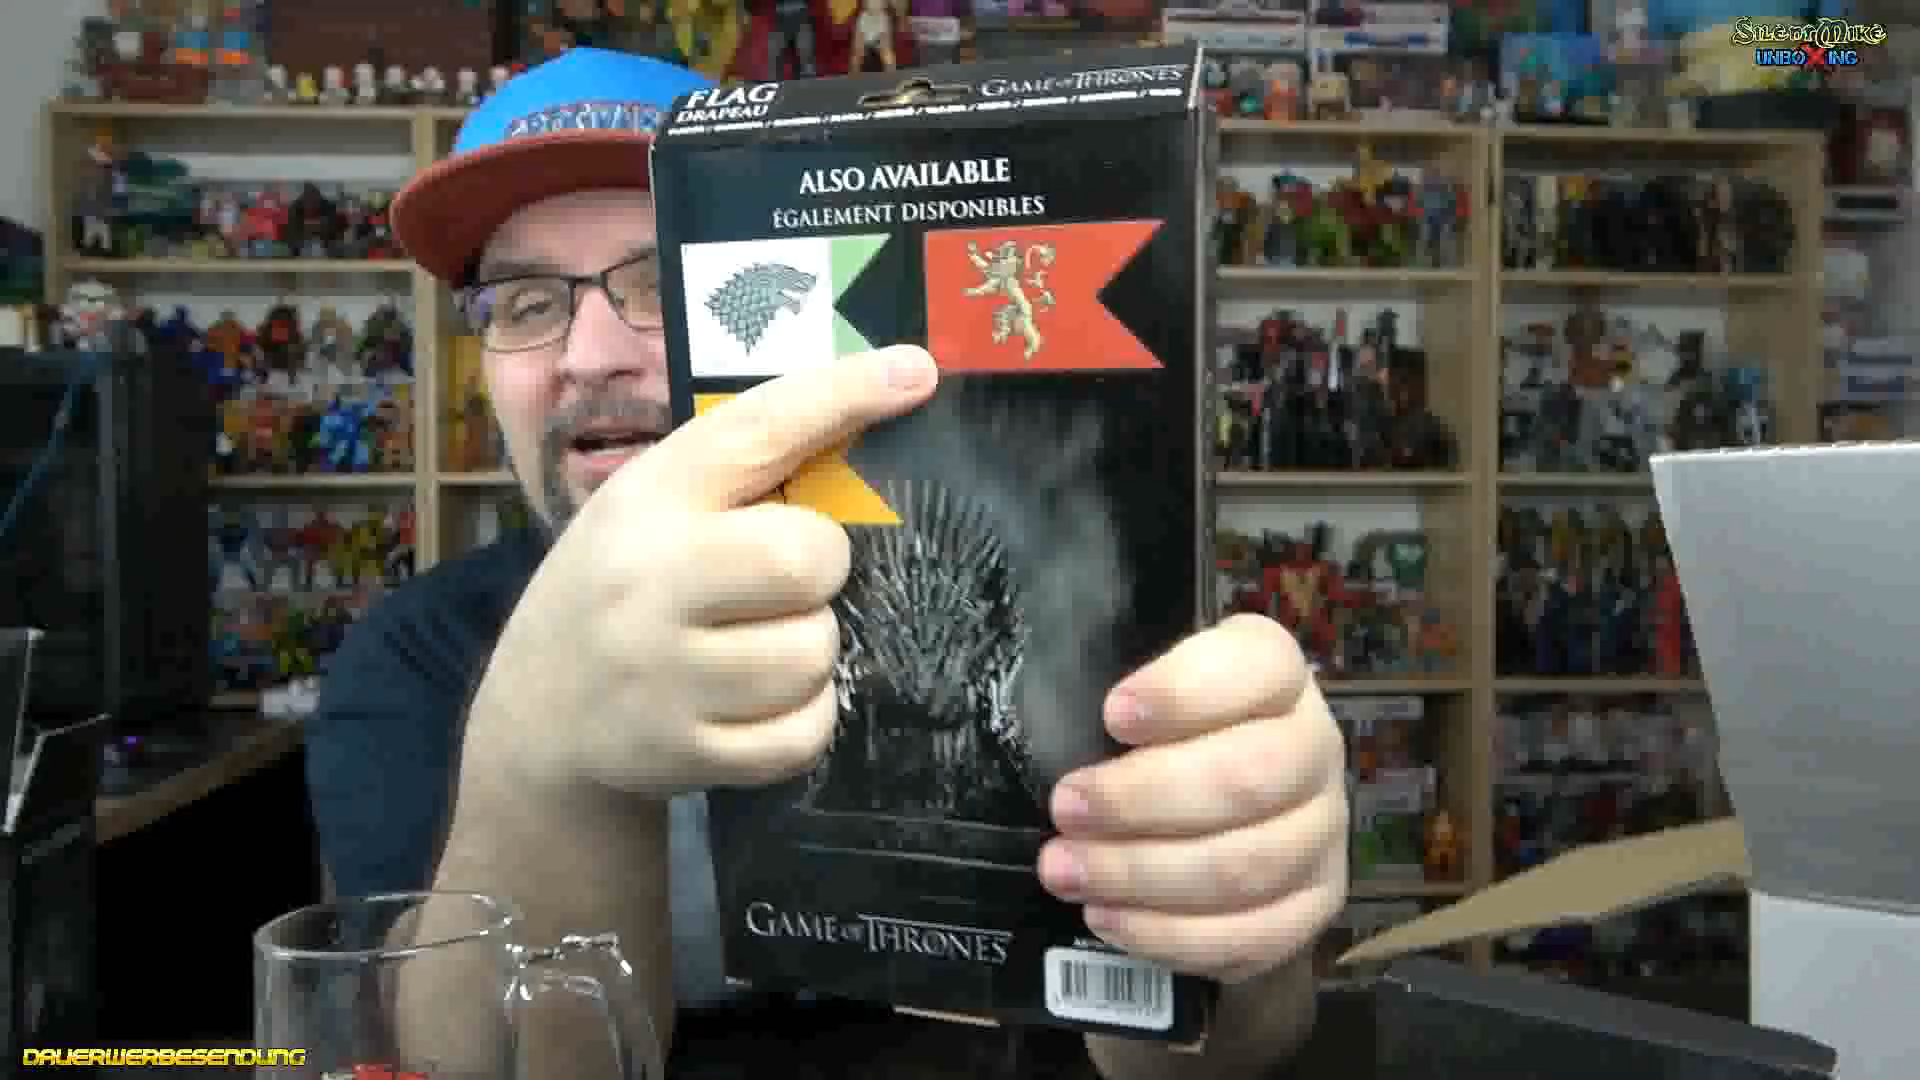 SilentMike
UNBOXING
FLAG
DRAPEAU
GAME OF THRONES
ALSO AVAILABLE
ÉGALEMENT DISPONIBLES
GAME OF THRONES
DAUERWERBESENDUNG